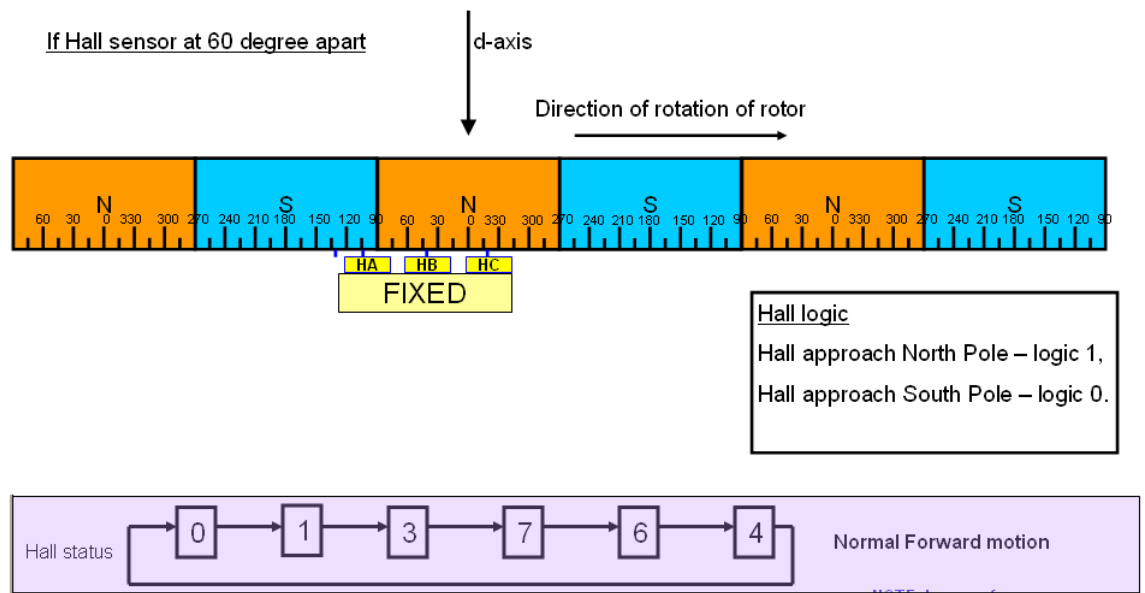 If Hall sensor at 60 degree apart
d-axis
Direction of rotation of rotor
N S N S N S
60 30 0 330 300 270 240 210 180 150 120 90 60 30 0 330 300 270 240 210 180 150 120 90 60 30 0 330 300 270 240 210 180 150 120 90
HA HB HC
FIXED
Hall logic
Hall approach North Pole – logic 1,
Hall approach South Pole – logic 0.
Hall status 0 1 3 7 6 4 Normal Forward motion